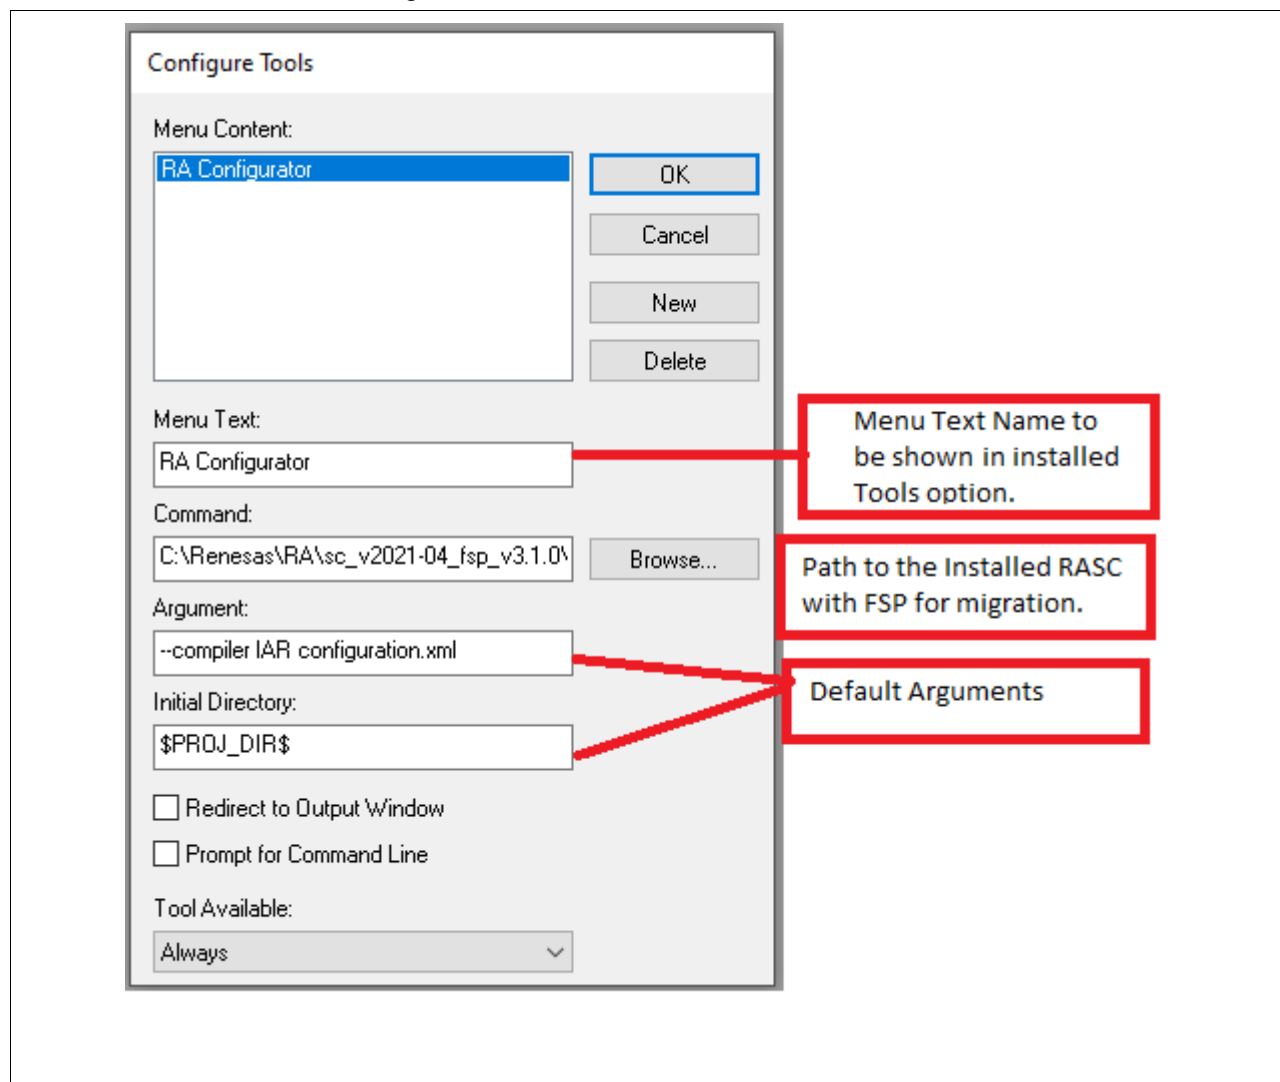 Configure Tools
Menu Content:
RA Configurator
OK
Cancel
New
Delete
Menu Text:
RA Configurator
Command:
C:\Renesas\RA\sc_v2021-04_fsp_v3.1.0\
Browse...
Argument:
--compiler IAR configuration.xml
Initial Directory:
$PROJ_DIR$
Redirect to Output Window
Prompt for Command Line
Tool Available:
Always
Menu Text Name to
be shown in installed
Tools option.
Path to the Installed RASC
with FSP for migration.
Default Arguments